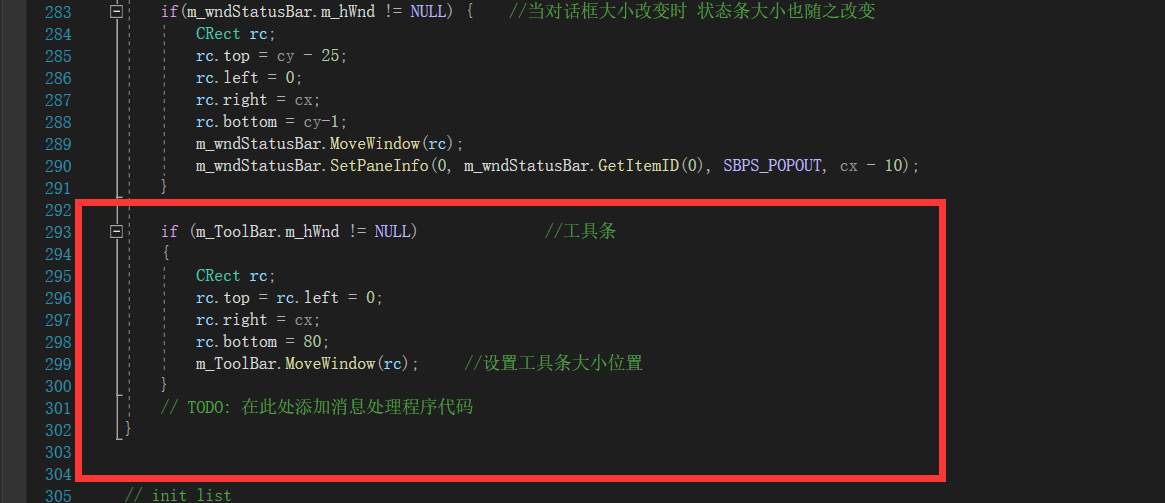 283 if(m_wndStatusBar.m_hWnd != NULL) { //当对话框大小改变时 状态条大小也随之改变
284 CRect rc;
285 rc.top = cy - 25;
286 rc.left = 0;
287 rc.right = cx;
288 rc.bottom = cy-1;
289 m_wndStatusBar.MoveWindow(rc);
290 m_wndStatusBar.SetPaneInfo(0, m_wndStatusBar.GetItemID(0), SBPS_POPOUT, cx - 10);
291 }
292
293 if (m_ToolBar.m_hWnd != NULL) //工具条
294 {
295 CRect rc;
296 rc.top = rc.left = 0;
297 rc.right = cx;
298 rc.bottom = 80;
299 m_ToolBar.MoveWindow(rc); //设置工具条大小位置
300 }
301 // TODO: 在此处添加消息处理程序代码
302 }
303
304
305 // init list